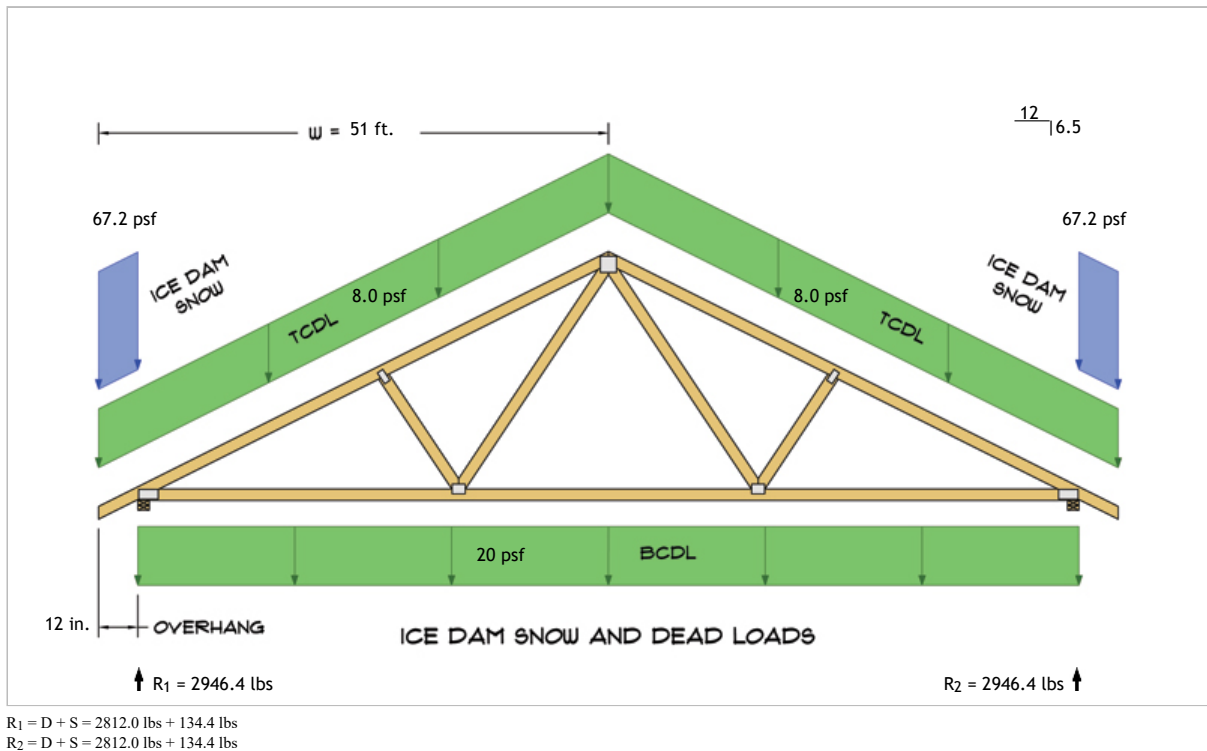 W = 51 ft.
12
6.5
67.2 psf
67.2 psf
ICE DAM
SNOW
ICE DAM
SNOW
8.0 psf
8.0 psf
TCDL
TCDL
20 psf
BCDL
12 in.
OVERHANG
ICE DAM SNOW AND DEAD LOADS
R1 = 2946.4 lbs
R2 = 2946.4 lbs
R1 = D + S = 2812.0 lbs + 134.4 lbs
R2 = D + S = 2812.0 lbs + 134.4 lbs